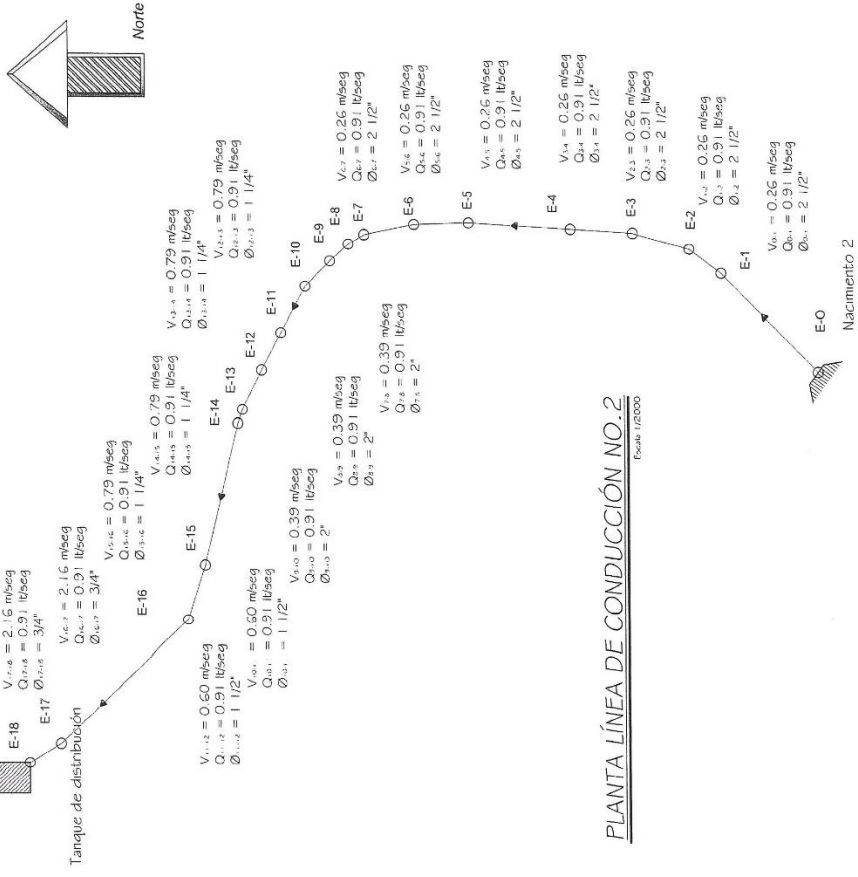 Norte
V17-18 = 2.16 m/seg
Q17-18 = 0.91 lt/seg
Ø17-18 = 3/4"
E-18
E-17
Tanque de distribución
V16-17 = 2.16 m/seg
Q16-17 = 0.91 lt/seg
Ø16-17 = 3/4"
E-16
V15-16 = 0.79 m/seg
Q15-16 = 0.91 lt/seg
Ø15-16 = 1 1/4"
E-15
V14-15 = 0.79 m/seg
Q14-15 = 0.91 lt/seg
Ø14-15 = 1 1/4"
E-14
E-13
V13-14 = 0.79 m/seg
Q13-14 = 0.91 lt/seg
Ø13-14 = 1 1/4"
E-12
V12-13 = 0.79 m/seg
Q12-13 = 0.91 lt/seg
Ø12-13 = 1 1/4"
E-11
E-10
E-9
E-8
E-7
V11-12 = 0.60 m/seg
Q11-12 = 0.91 lt/seg
Ø11-12 = 1 1/2"
= 0.60 m/seg
= 0.91 lt/seg
= 1 1/2"
V9-10 = 0.39 m/seg
Q9-10 = 0.91 lt/seg
Ø9-10 = 2"
= 0.39 m/seg
Q8-9 = 0.91 lt/seg
Ø8-9 = 2"
V7-8 = 0.39 m/seg
Q7-8 = 0.91 lt/seg
= 2"
V6-7 = 0.26 m/seg
Q6-7 = 0.91 lt/seg
Ø6-7 = 2 1/2"
E-6
V5-6 = 0.26 m/seg
Q5-6 = 0.91 lt/seg
Ø5-6 = 2 1/2"
E-5
V4-5 = 0.26 m/seg
Q4-5 = 0.91 lt/seg
Ø4-5 = 2 1/2"
E-4
V3-4 = 0.26 m/seg
Q3-4 = 0.91 lt/seg
Ø3-4 = 2 1/2"
E-3
V2-3 = 0.26 m/seg
Q2-3 = 0.91 lt/seg
Ø2-3 = 2 1/2"
E-2
V1-2 = 0.26 m/seg
Q1-2 = 0.91 lt/seg
Ø1-2 = 2 1/2"
E-1
V0-1 = 0.26 m/seg
Q0-1 = 0.91 lt/seg
Ø0-1 = 2 1/2"
E-O
Nacimiento 2
PLANTA LÍNEA DE CONDUCCIÓN NO.2
Escala 1/2000